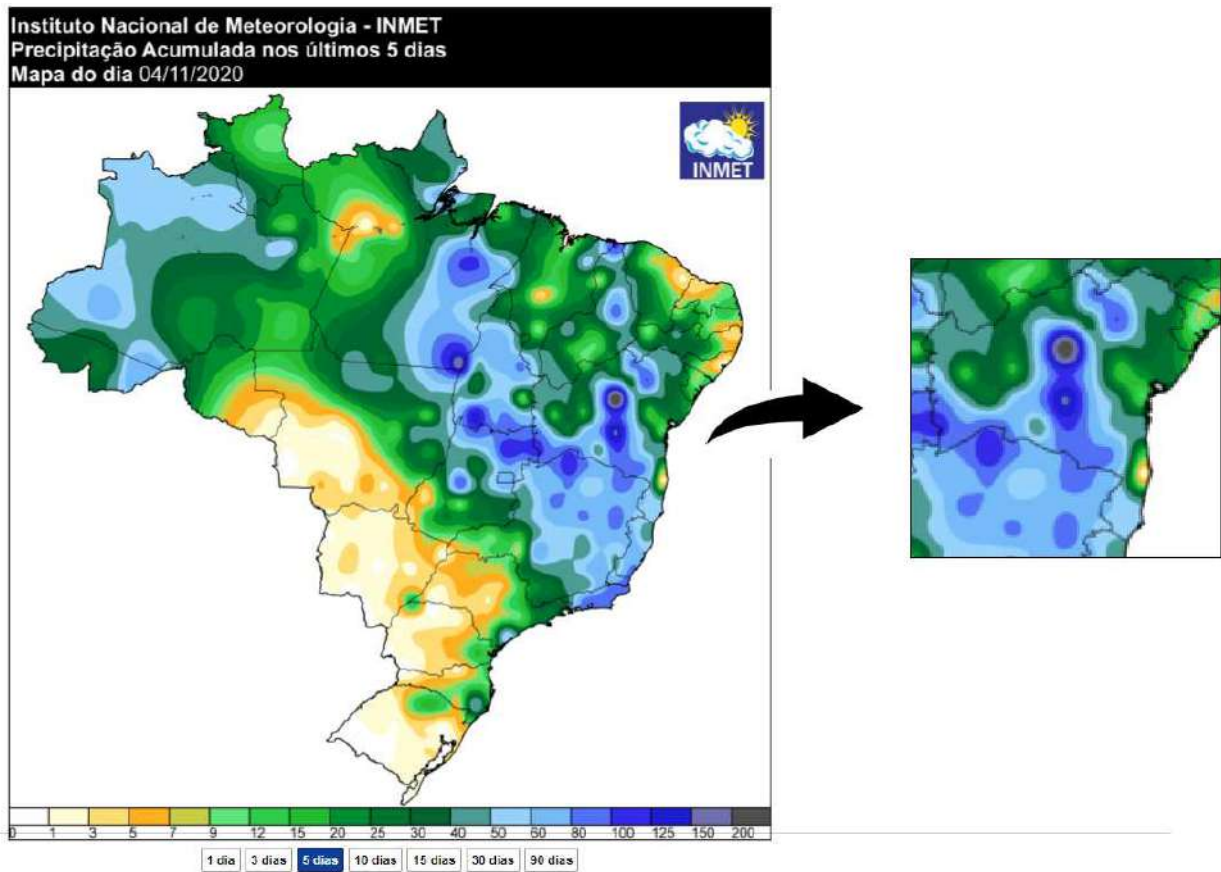 Instituto Nacional de Meteorologia - INMET
Precipitação Acumulada nos últimos 5 dias
Mapa do dia 04/11/2020
INMET
0 1 3 5 7 9 12 15 20 25 30 40 50 60 80 100 125 150 200
1 dia 3 dias 5 dias 10 dias 15 dias 30 dias 90 dias